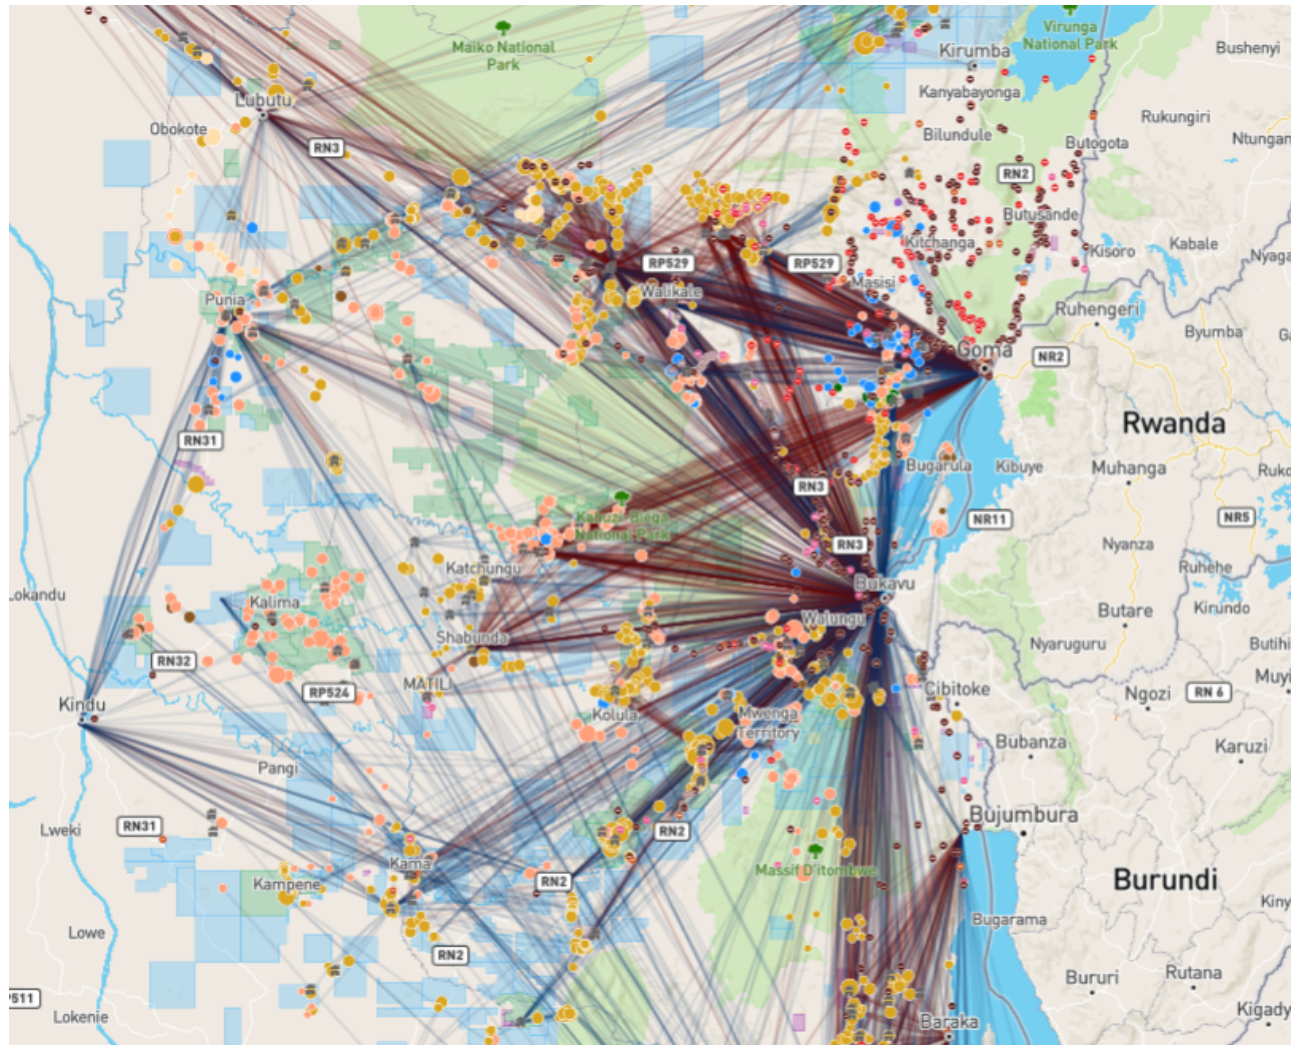 Virunga
National Park
Bushenyi
Maiko National
Park
Kirumba
Kanyabayonga
Lubutu
Obokote
Rukungiri
Bilundule
Butogota
Ntungan
RN3
RN2
Butusande
Kitchanga
Kisoro
Kabale
Nyaga
RP529
RP529
Masisi
Walikale
Punia
Ruhengeri
Byumba
Goma
NR2
Rwanda
RN31
Bugarula
Kibuye
Muhanga
Ruko
RN3
Kahuzi-Biega
National Park
NR11
NR5
RN3
Nyanza
Katchungu
Bukavu
Ruhehe
Lokandu
Kalima
Walungu
Butare
Kirundo
Shabunda
Nyaruguru
Butihi
RN32
MATILI
RP524
Cibitoke
Ngozi
RN 6
Muyi
Kindu
Kolula
Mwenga
Territory
Bubanza
Karuzi
Pangi
Lweki
RN31
RN2
Bujumbura
Kama
Massif D'itombwe
Kampene
RN2
Burundi
Bugarama
Kiny
Lowe
RN2
Bururi
Rutana
P511
Lokenie
Baraka
Kigady